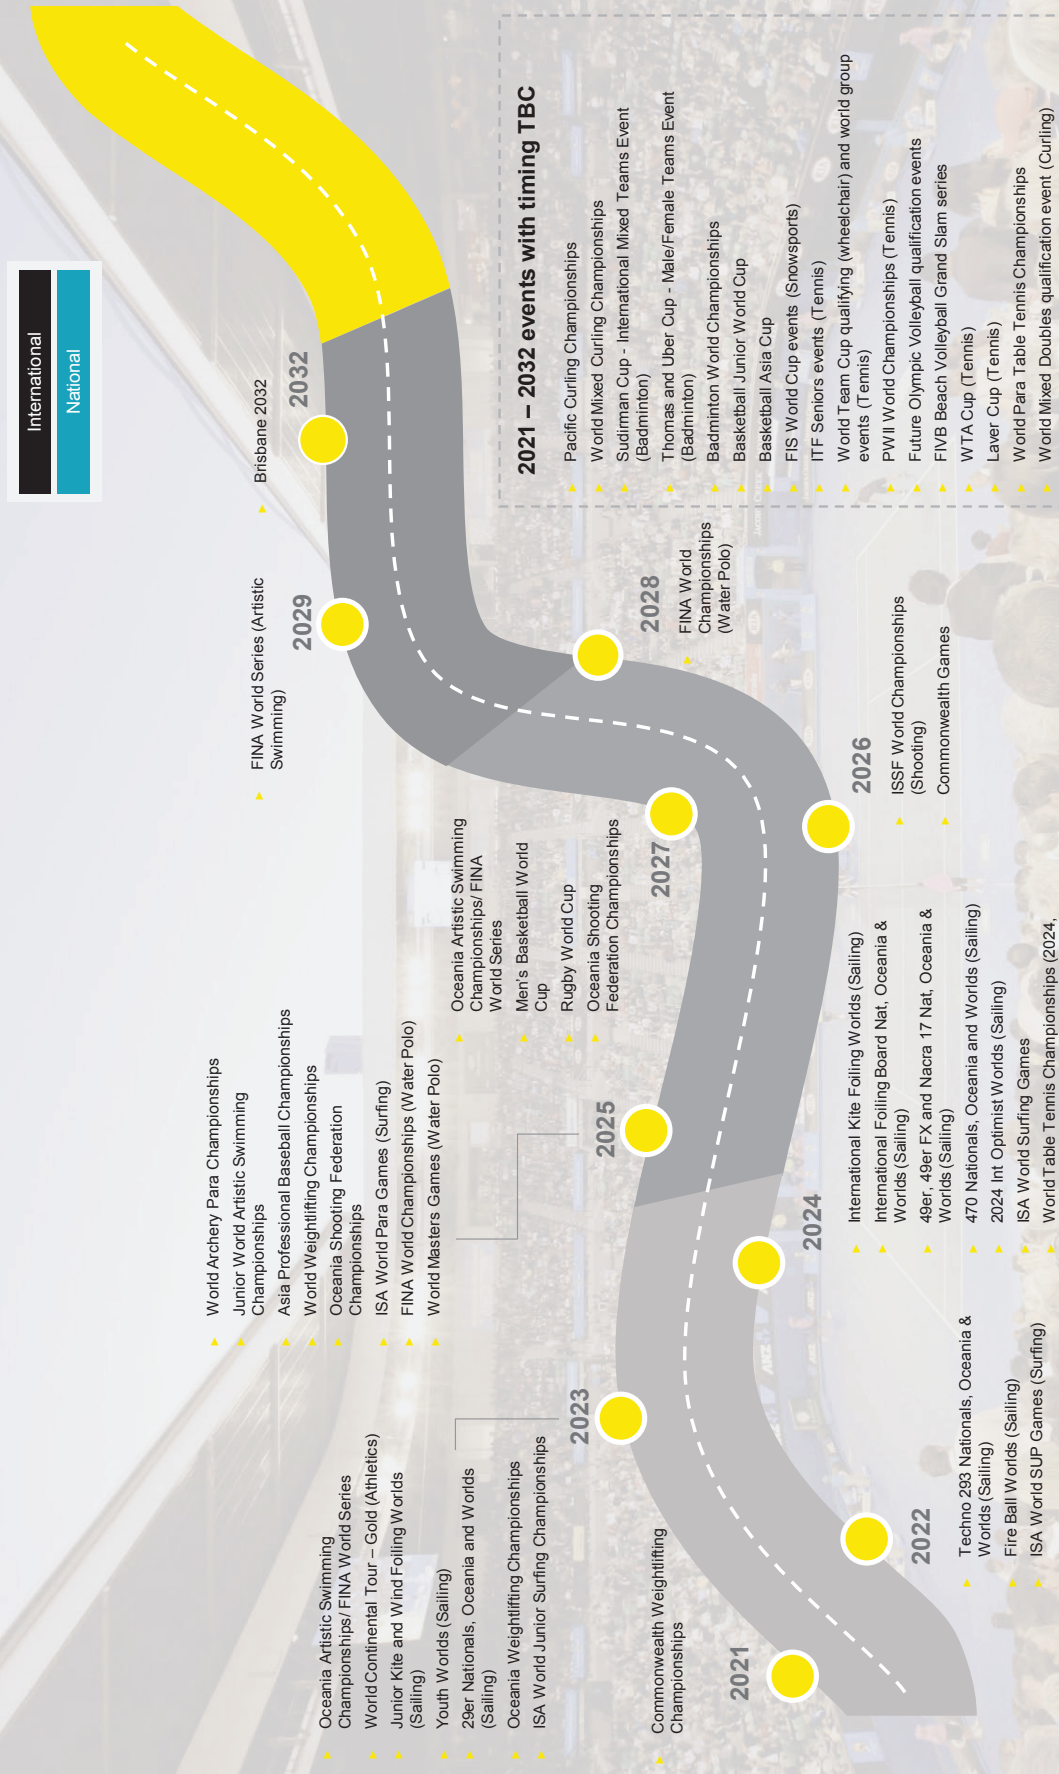 International
National
Brisbane 2032
2032
FINA World Series (Artistic
Swimming)
2029
2021 – 2032 events with timing TBC
Pacific Curling Championships
World Mixed Curling Championships
Sudirman Cup - International Mixed Teams Event
(Badminton)
Thomas and Uber Cup - Male/Female Teams Event
(Badminton)
Badminton World Championships
Basketball Junior World Cup
Basketball Asia Cup
FIS World Cup events (Snowsports)
ITF Seniors events (Tennis)
World Team Cup qualifying (wheelchair) and world group
events (Tennis)
PWII World Championships (Tennis)
Future Olympic Volleyball qualification events
FIVB Beach Volleyball Grand Slam series
WTA Cup (Tennis)
Laver Cup (Tennis)
World Para Table Tennis Championships
World Mixed Doubles qualification event (Curling)
2028
FINA World
Championships
(Water Polo)
2027
Oceania Artistic Swimming
Championships/ FINA
World Series
Men's Basketball World
Cup
Rugby World Cup
Oceania Shooting
Federation Championships
2026
ISSF World Championships
(Shooting)
Commonwealth Games
World Archery Para Championships
Junior World Artistic Swimming
Championships
Asia Professional Baseball Championships
World Weightlifting Championships
Oceania Shooting Federation
Championships
ISA World Para Games (Surfing)
FINA World Championships (Water Polo)
World Masters Games (Water Polo)
2025
2024
International Kite Foiling Worlds (Sailing)
International Foiling Board Nat, Oceania &
Worlds (Sailing)
49er, 49er FX and Nacra 17 Nat, Oceania &
Worlds (Sailing)
470 Nationals, Oceania and Worlds (Sailing)
2024 Int Optimist Worlds (Sailing)
ISA World Surfing Games
World Table Tennis Championships (2024,
Oceania Artistic Swimming
Championships/ FINA World Series
World Continental Tour – Gold (Athletics)
Junior Kite and Wind Foiling Worlds
(Sailing)
Youth Worlds (Sailing)
29er Nationals, Oceania and Worlds
(Sailing)
Oceania Weightlifting Championships
ISA World Junior Surfing Championships
2023
2022
Techno 293 Nationals, Oceania &
Worlds (Sailing)
Fire Ball Worlds (Sailing)
ISA World SUP Games (Surfing)
Commonwealth Weightlifting
Championships
2021